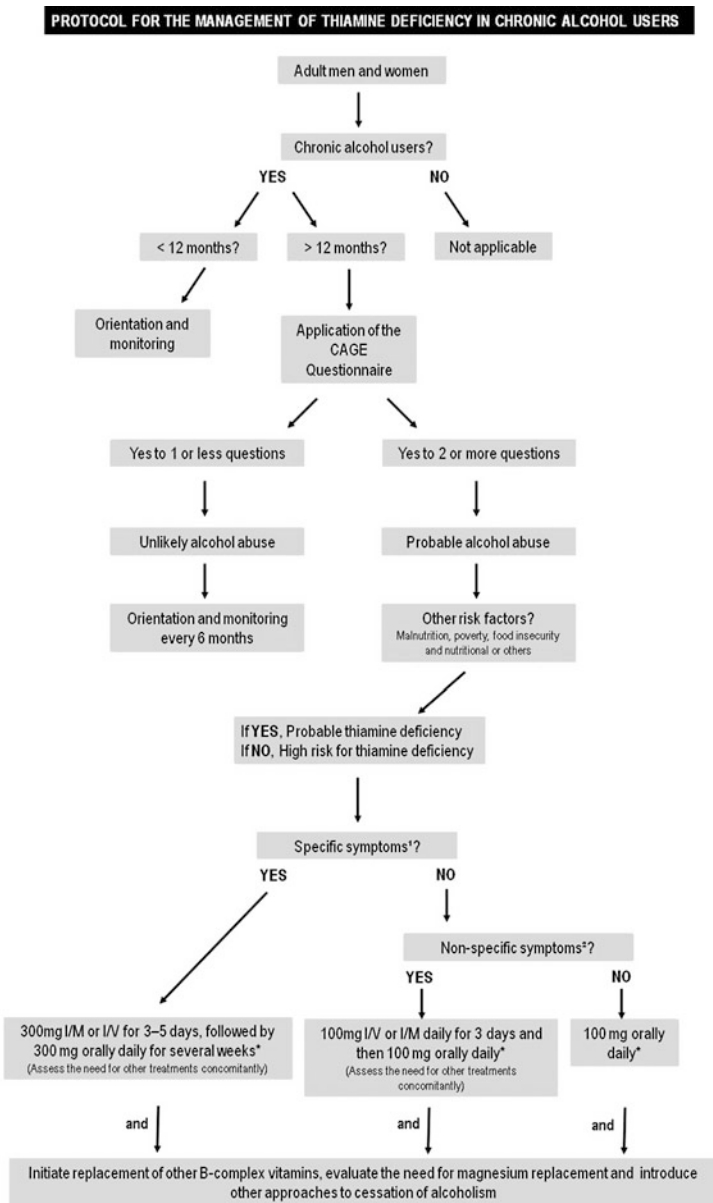 PROTOCOL FOR THE MANAGEMENT OF THIAMINE DEFICIENCY IN CHRONIC ALCOHOL USERS
Adult men and women
Chronic alcohol users?
YES
NO
< 12 months?
> 12 months?
Not applicable
Orientation and
monitoring
Application of the
CAGE
Questionnaire
Yes to 1 or less questions
Yes to 2 or more questions
Unlikely alcohol abuse
Probable alcohol abuse
Orientation and monitoring
every 6 months
Other risk factors?
Malnutrition, poverty, food insecurity
and nutritional or others
If YES, Probable thiamine deficiency
If NO, High risk for thiamine deficiency
Specific symptoms¹?
YES
NO
Non-specific symptoms²?
YES
NO
300mg I/M or I/V for 3–5 days, followed by
300 mg orally daily for several weeks*
(Assess the need for other treatments concomitantly)
100mg I/V or I/M daily for 3 days and
then 100 mg orally daily*
(Assess the need for other treatments
concomitantly)
100 mg orally
daily*
and
and
and
Initiate replacement of other B-complex vitamins, evaluate the need for magnesium replacement and introduce
other approaches to cessation of alcoholism